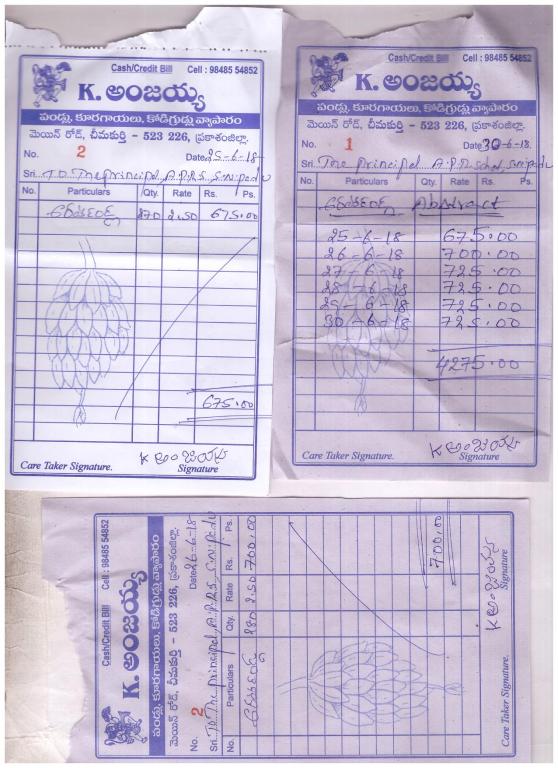 Cash/Credit Bill Cell : 98485 54852
K. అంజయ్య
పండ్లు, కూరగాయలు, కోడిగ్రుడ్లు వ్యాపారం
మెయిన్ రోడ్, చీమకుర్తి - 523 226, ప్రకాశంజిల్లా.
No. 2 Date 25-6-18
Sri. TO The principal, A.P.R.S. S.N.padu
No. Particulars Qty. Rate Rs. Ps.
270 2.50 675.00
675.00
K అంజయ్య
Care Taker Signature. Signature
Cash/Credit Bill Cell : 98485 54852
K. అంజయ్య
పండ్లు, కూరగాయలు, కోడిగ్రుడ్లు వ్యాపారం
మెయిన్ రోడ్, చీమకుర్తి - 523 226, ప్రకాశంజిల్లా.
No. 1 Date 30-6-18
Sri. The principal A.P.R. School, S.N.padu
No. Particulars Qty. Rate Rs. Ps.
Abstract
25-6-18 675.00
26-6-18 700.00
27-6-18 725.00
28-6-18 725.00
29-6-18 725.00
30-6-18 725.00
4275.00
K అంజయ్య
Care Taker Signature. Signature
Cash/Credit Bill Cell : 98485 54852
K. అంజయ్య
పండ్లు, కూరగాయలు, కోడిగ్రుడ్లు వ్యాపారం
మెయిన్ రోడ్, చీమకుర్తి - 523 226, ప్రకాశంజిల్లా.
No. 2 Date 26-6-18
Sri. TO The principal, A.P.R.S. S.N.padu
No. Particulars Qty. Rate Rs. Ps.
280 2.50 700.00
700.00
K అంజయ్య
Care Taker Signature. Signature